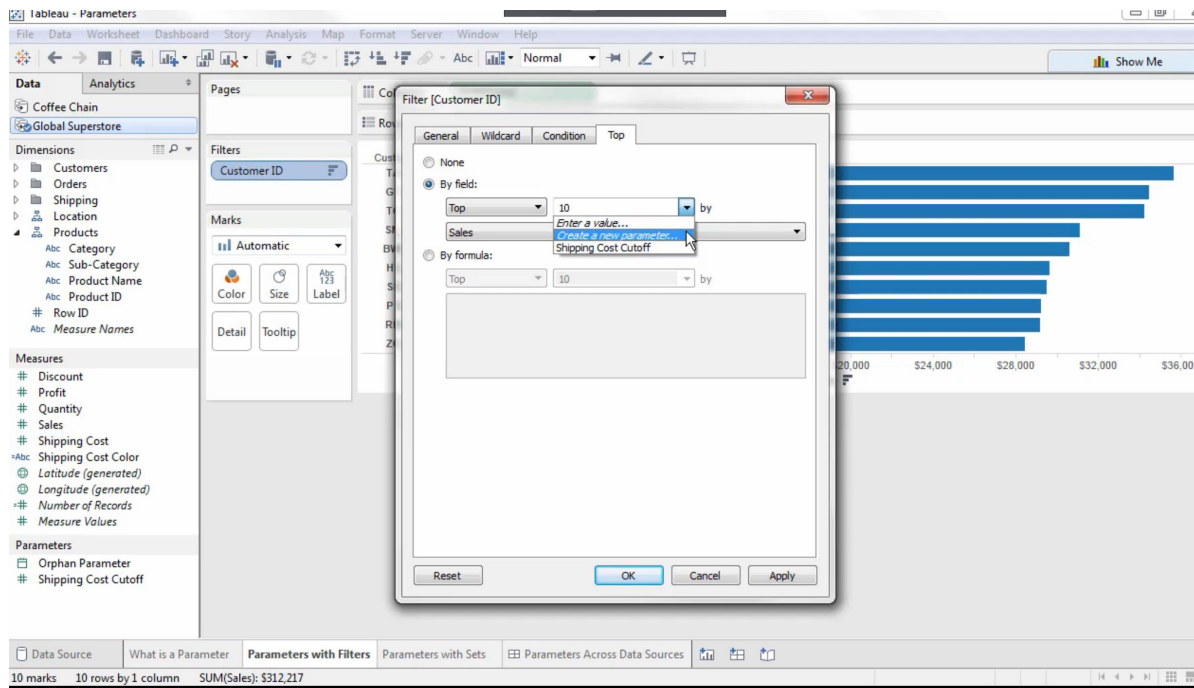 Tableau - Parameters
File Data Worksheet Dashboard Story Analysis Map Format Server Window Help
Abc Normal Show Me
Data Analytics
Coffee Chain
Global Superstore
Dimensions
Customers
Orders
Shipping
Location
Products
Abc Category
Abc Sub-Category
Abc Product Name
Abc Product ID
# Row ID
Abc Measure Names
Measures
# Discount
# Profit
# Quantity
# Sales
# Shipping Cost
=Abc Shipping Cost Color
Latitude (generated)
Longitude (generated)
=# Number of Records
# Measure Values
Parameters
Orphan Parameter
# Shipping Cost Cutoff
Pages
Filters
Customer ID
Marks
Automatic
Color Size Abc 123 Label
Detail Tooltip
Filter [Customer ID]
General Wildcard Condition Top
None
By field:
Top 10 by
Enter a value...
Create a new parameter...
Shipping Cost Cutoff
Sales
By formula:
Top 10 by
Reset OK Cancel Apply
20,000 $24,000 $28,000 $32,000 $36,00
Data Source What is a Parameter Parameters with Filters Parameters with Sets Parameters Across Data Sources
10 marks 10 rows by 1 column SUM(Sales): $312,217